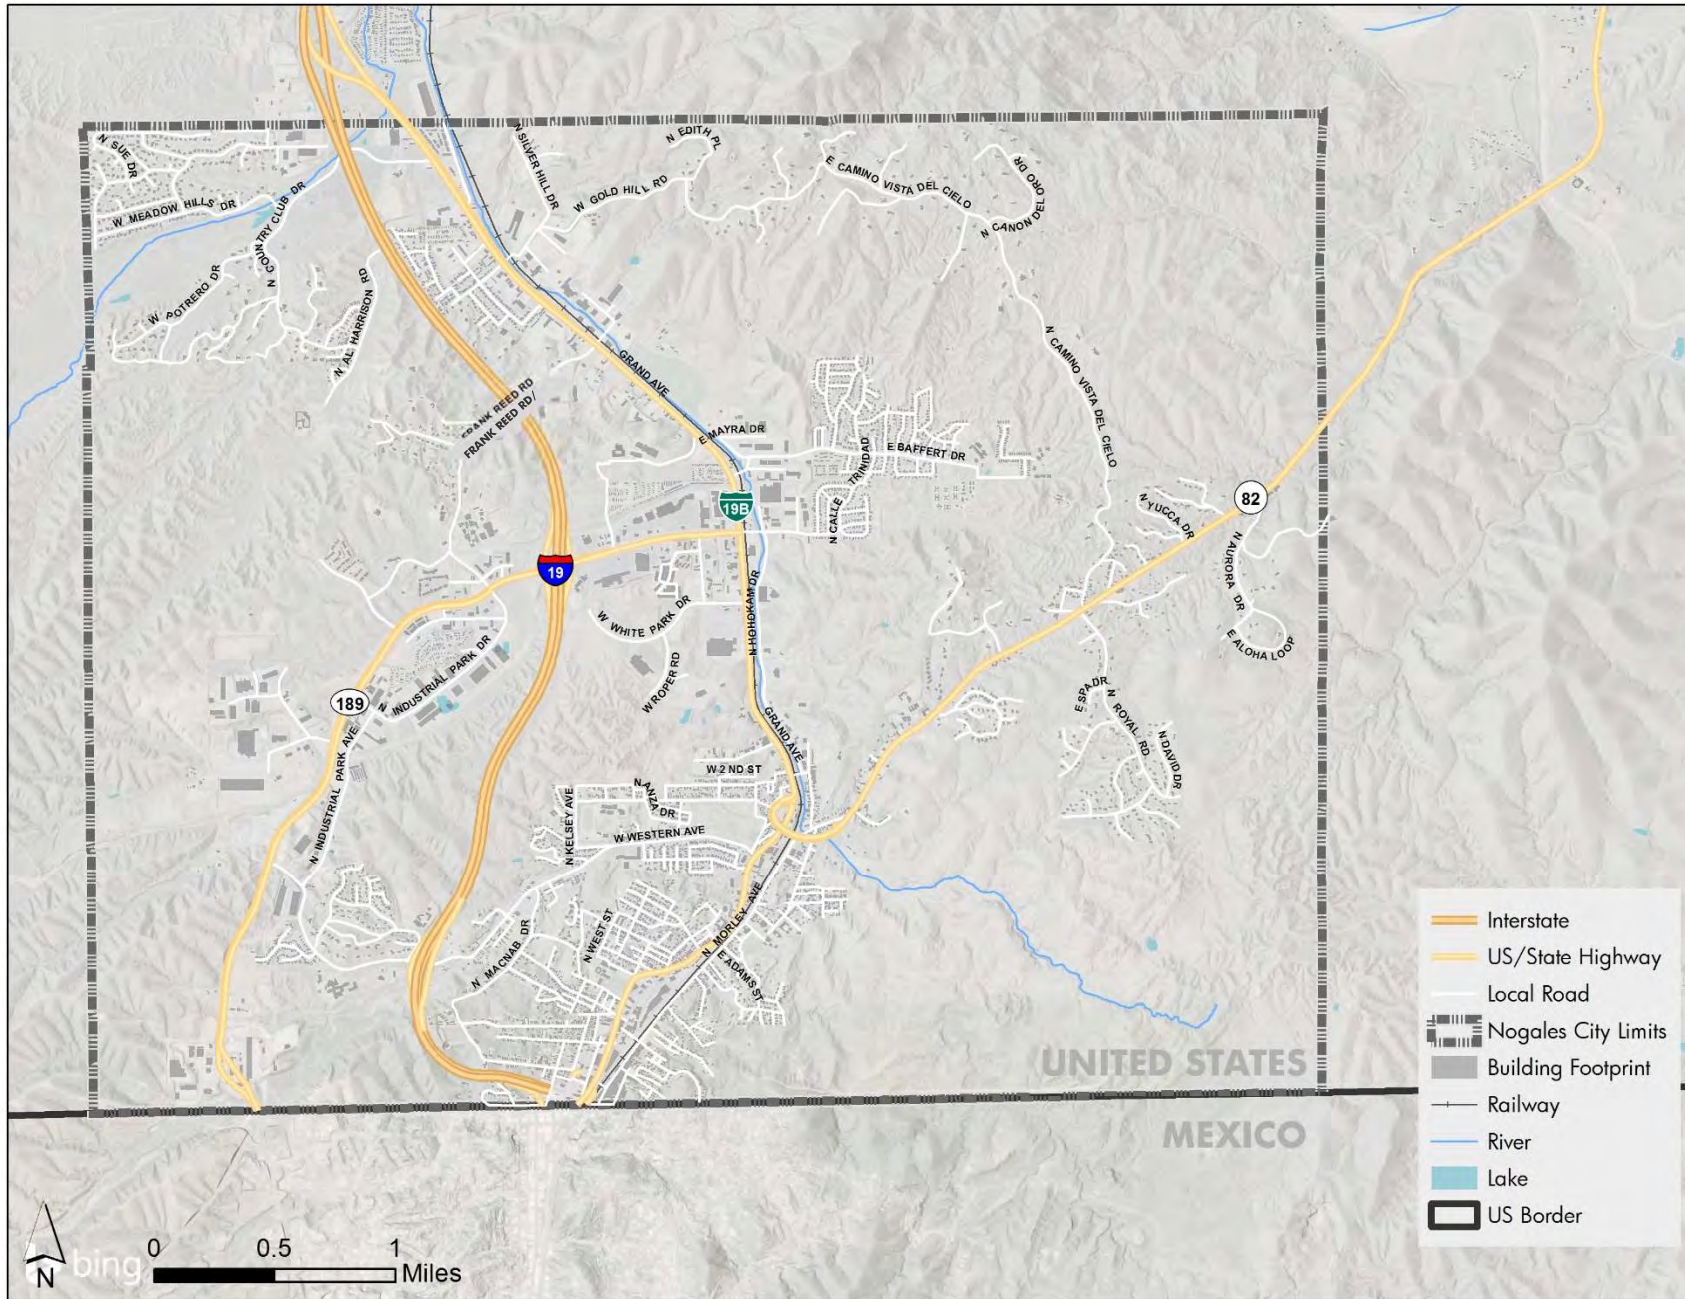 N SUE DR
N SILVER HILL DR
N EDITH PL
W GOLD HILL RD
E CAMINO VISTA DEL CIELO
N CANON DEL ORO DR
W MEADOW HILLS DR
N COUNTRY CLUB DR
W POTRERO DR
N AL HARRISON RD
N CAMINO VISTA DEL CIELO
GRAND AVE
FRANK REED RD
FRANK REED RD/
E MAYRA DR
E BAFFERT DR
N CALLE TRINIDAD
19B
82
N YUCCA DR
N AURORA DR
E ALOHA LOOP
19
N HOHOKAM DR
W WHITE PARK DR
W ROPER RD
N INDUSTRIAL PARK DR
189
N INDUSTRIAL PARK AVE
E SPA DR
N ROYAL RD
N DAVID DR
GRAND AVE
W 2ND ST
N ANZA DR
N KELSEY AVE
W WESTERN AVE
N MORLEY AVE
N WEST ST
N MACNAB DR
E ADAMS ST
UNITED STATES
MEXICO
Interstate
US/State Highway
Local Road
Nogales City Limits
Building Footprint
Railway
River
Lake
US Border
N
bing
0 0.5 1
Miles